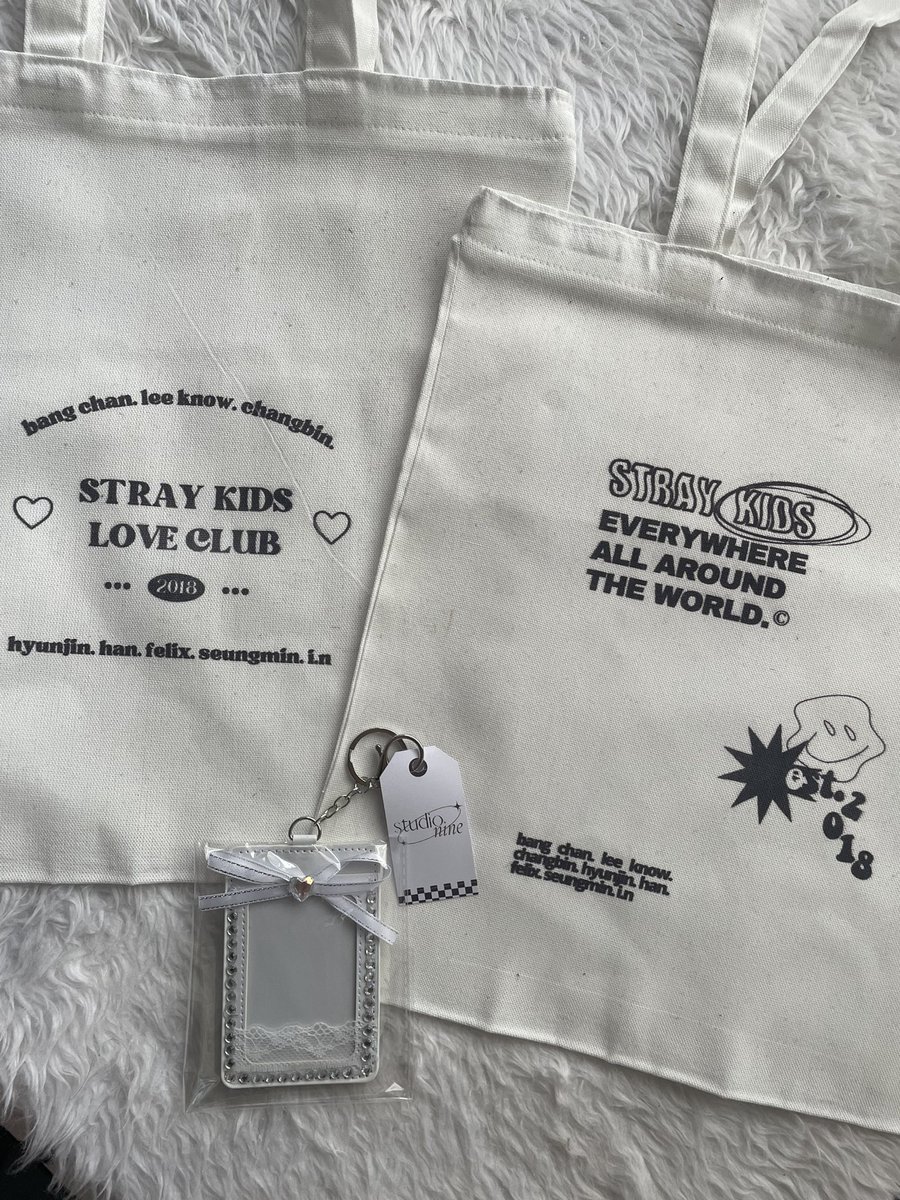 bang chan. lee know. changbin.
STRAY KIDS
LOVE CLUB
••• 2018 •••
hyunjin. han. felix. seungmin. i.n
STRAY KIDS
EVERYWHERE
ALL AROUND
THE WORLD.©
est.2
018
bang chan. lee know.
changbin. hyunjin. han.
felix. seungmin. i.n
studio.
nine